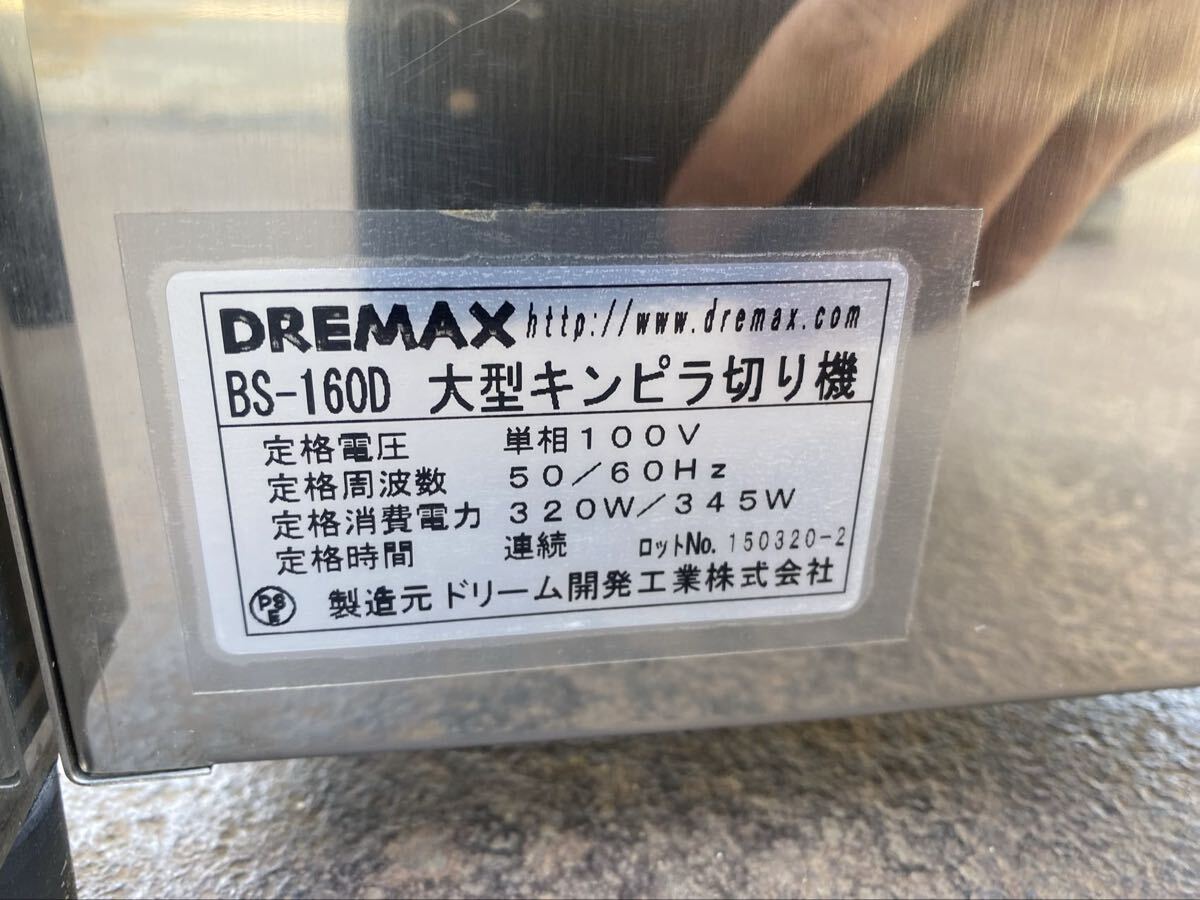 DREMAX http://www.dremax.com
BS-160D 大型キンピラ切り機
定格電圧 単相100V
定格周波数 50/60Hz
定格消費電力 320W/345W
定格時間 連続 ロットNo. 150320-2
PSE 製造元 ドリーム開発工業株式会社